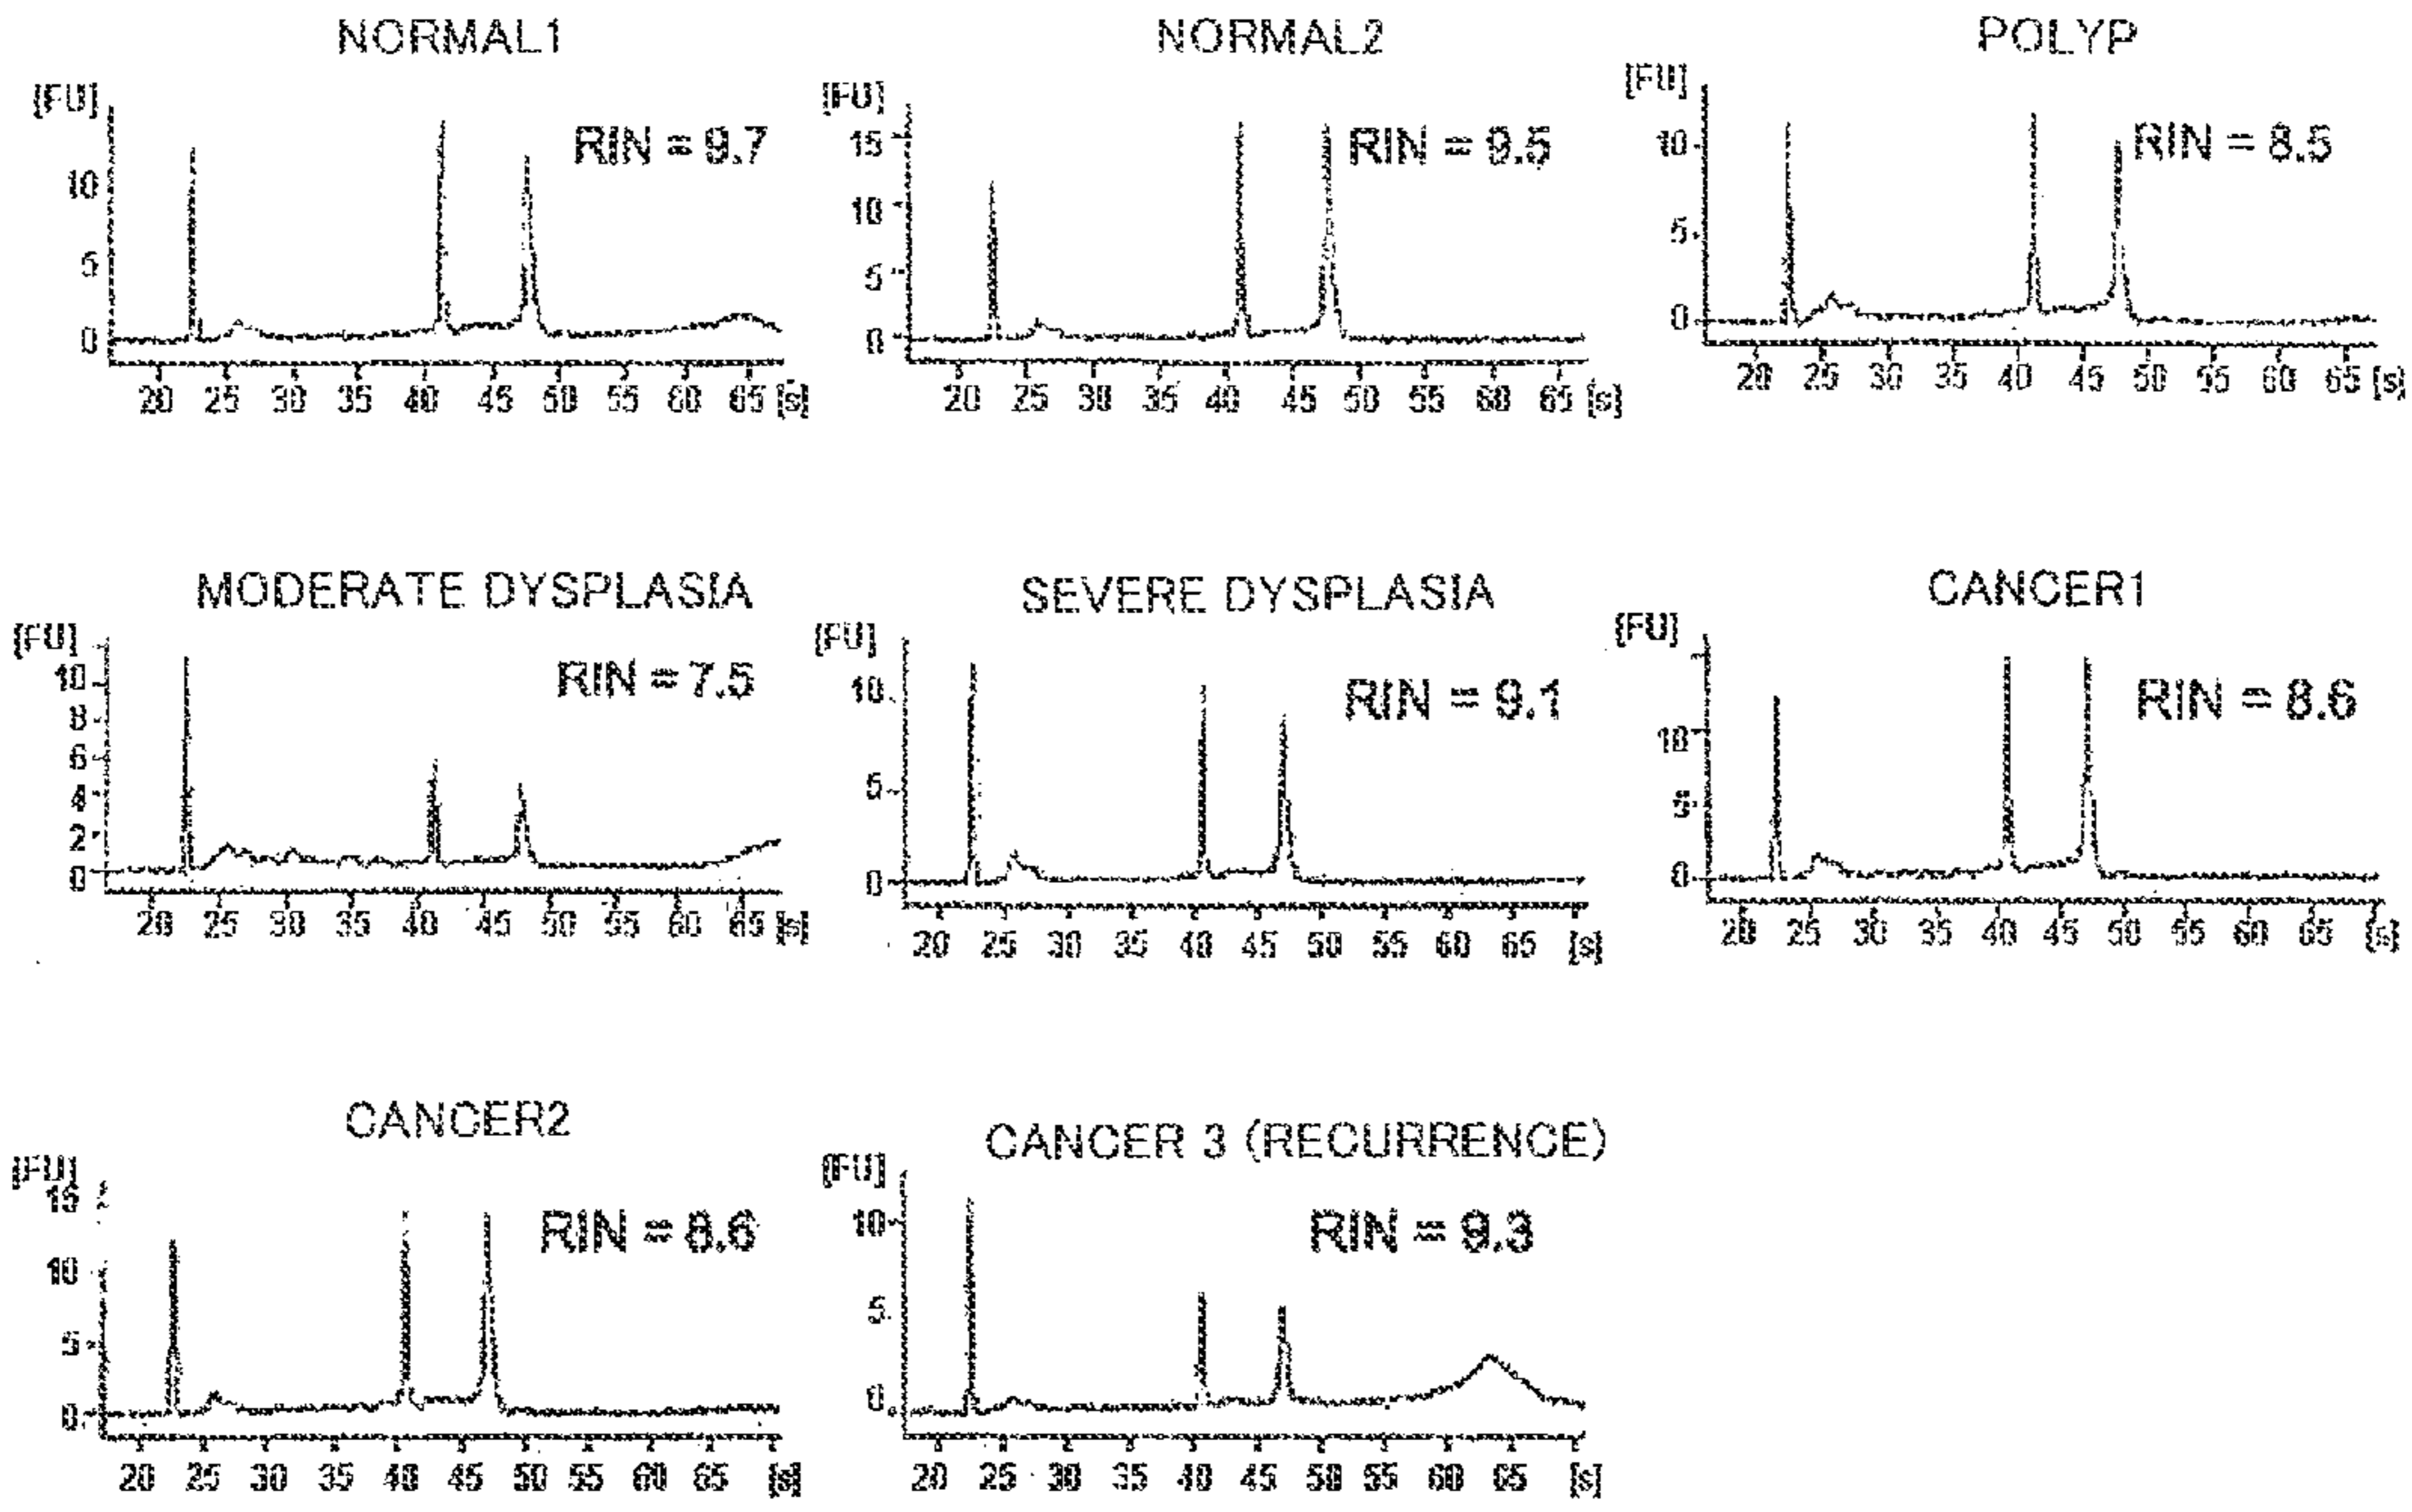 NORMAL1
[FU]
RIN = 9.7
10
5
0
20 25 30 35 40 45 50 55 60 65 [s]
NORMAL2
[FU]
RIN = 9.5
15
10
5
0
20 25 30 35 40 45 50 55 60 65 [s]
POLYP
[FU]
RIN = 8.5
10
5
0
20 25 30 35 40 45 50 55 60 65 [s]
MODERATE DYSPLASIA
[FU]
RIN = 7.5
10
8
6
4
2
0
20 25 30 35 40 45 50 55 60 65 [s]
SEVERE DYSPLASIA
[FU]
RIN = 9.1
10
5
0
20 25 30 35 40 45 50 55 60 65 [s]
CANCER1
[FU]
RIN = 8.6
10
5
0
20 25 30 35 40 45 50 55 60 65 [s]
CANCER2
[FU]
15
RIN = 8.6
10
5
0
20 25 30 35 40 45 50 55 60 65 [s]
CANCER 3 (RECURRENCE)
[FU]
RIN = 9.3
10
5
0
20 25 30 35 40 45 50 55 60 65 [s]